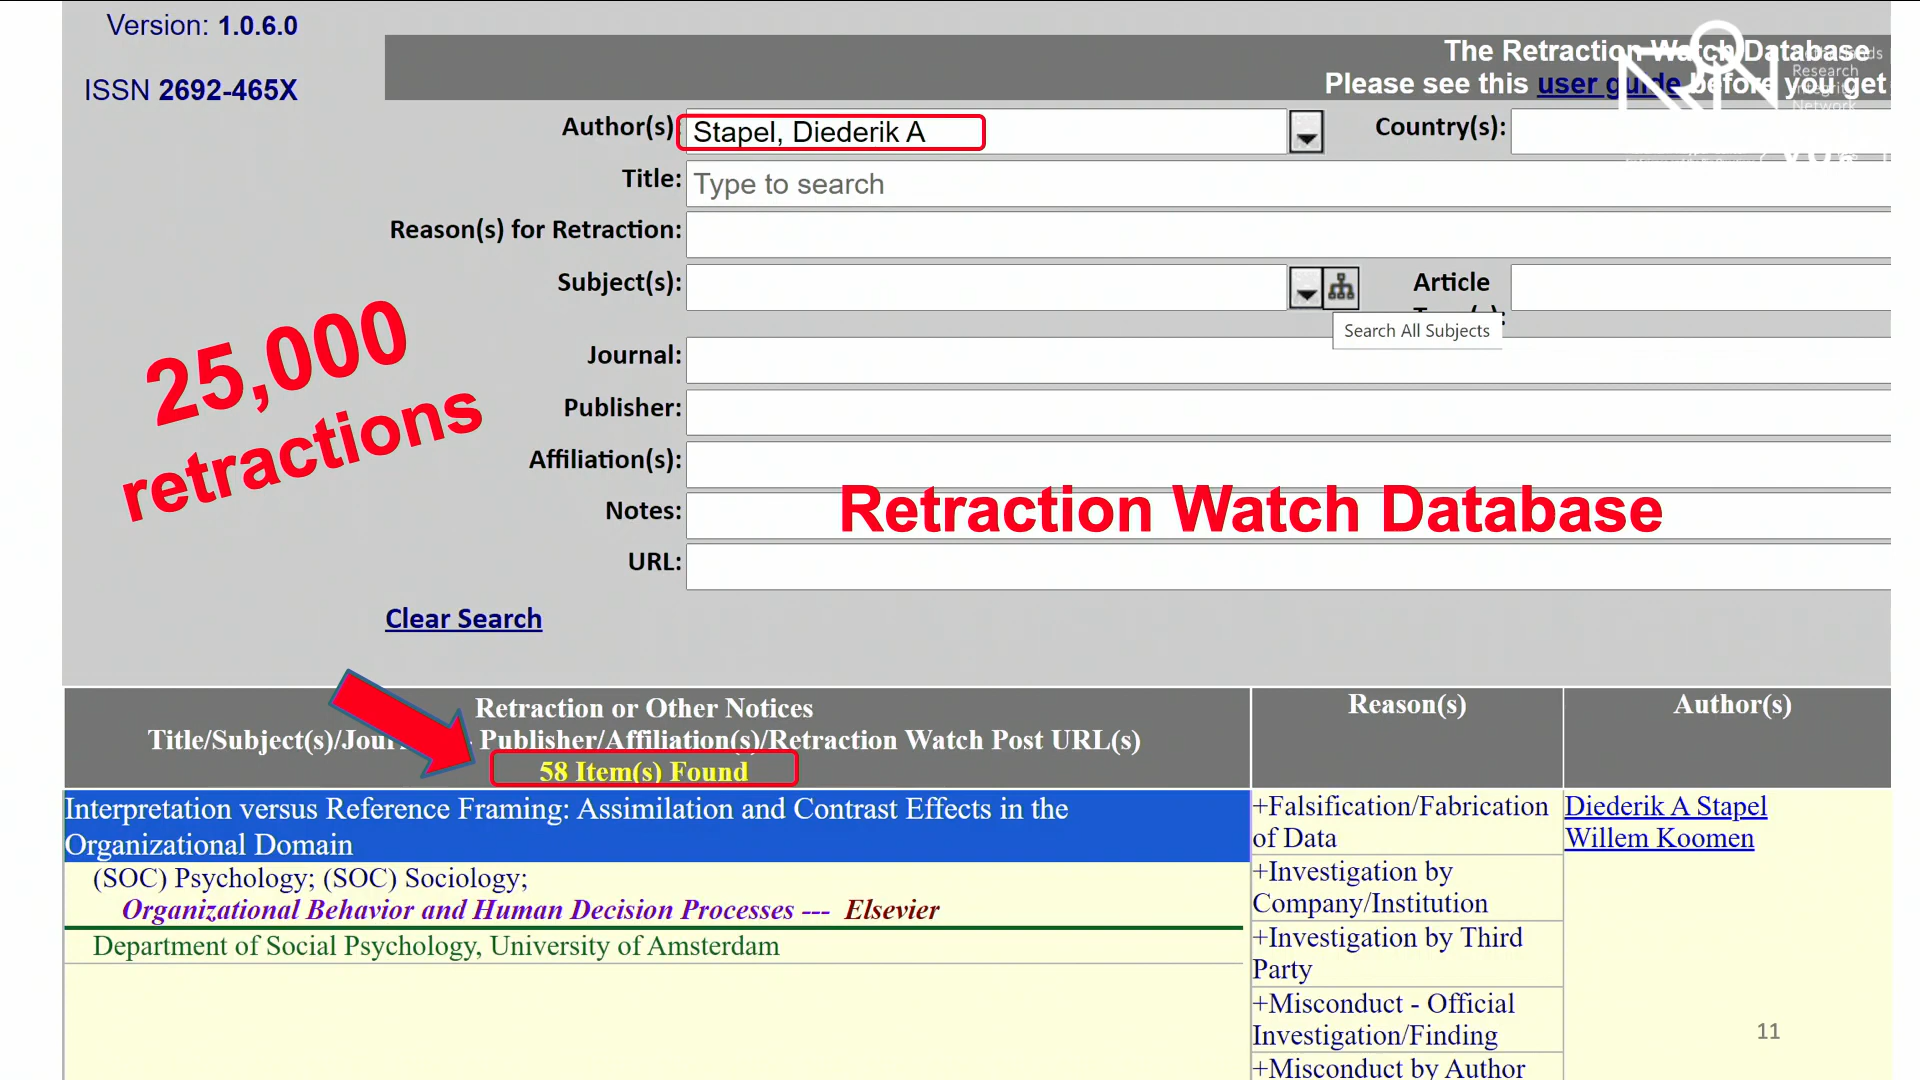 Version: 1.0.6.0
ISSN 2692-465X
The Retraction Watch Database
Please see this user guide before you get
Research
Integrity
Network
Author(s):
Stapel, Diederik A
Country(s):
Title:
Type to search
Reason(s) for Retraction:
Subject(s):
Article
Search All Subjects
Journal:
Publisher:
Affiliation(s):
Notes:
URL:
25,000
retractions
Retraction Watch Database
Clear Search
Retraction or Other Notices
Publisher/Affiliation(s)/Retraction Watch Post URL(s)
Title/Subject(s)/
58 Item(s) Found
Reason(s)
Author(s)
Interpretation versus Reference Framing: Assimilation and Contrast Effects in the
Organizational Domain
(SOC) Psychology; (SOC) Sociology;
Organizational Behavior and Human Decision Processes --- Elsevier
Department of Social Psychology, University of Amsterdam
+Falsification/Fabrication
of Data
+Investigation by
Company/Institution
+Investigation by Third
Party
+Misconduct - Official
Investigation/Finding
+Misconduct by Author
Diederik A Stapel
Willem Koomen
11